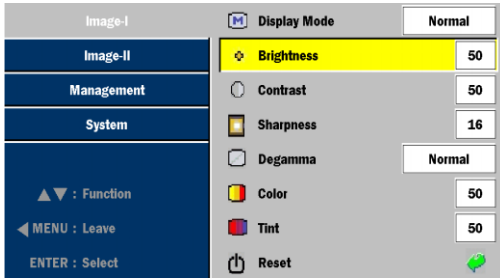 Image-I
Image-II
Management
System
▲▼ : Function
◀ MENU : Leave
ENTER : Select
M Display Mode Normal
Brightness 50
Contrast 50
Sharpness 16
Degamma Normal
Color 50
Tint 50
Reset